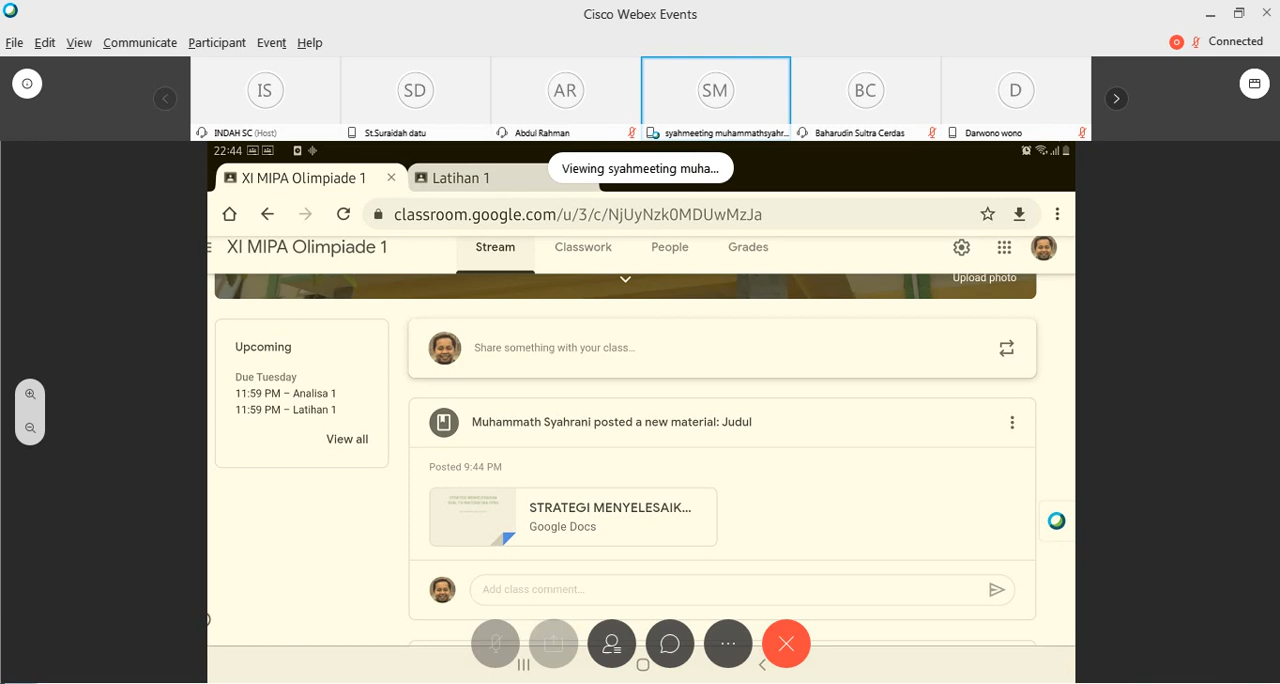 Cisco Webex Events
File Edit View Communicate Participant Event Help
Connected
IS SD AR SM BC D
INDAH SC (Host) St.Suraidah datu Abdul Rahman syahmeeting muhammathsyahr... Baharudin Sultra Cerdas Darwono wono
22:44
Viewing syahmeeting muha...
XI MIPA Olimpiade 1 Latihan 1
classroom.google.com/u/3/c/NjUyNzk0MDUwMzJa
XI MIPA Olimpiade 1 Stream Classwork People Grades
Upload photo
Upcoming
Due Tuesday
11:59 PM – Analisa 1
11:59 PM – Latihan 1
View all
Share something with your class...
Muhammath Syahrani posted a new material: Judul
Posted 9:44 PM
STRATEGI MENYELESAIK...
Google Docs
Add class comment...